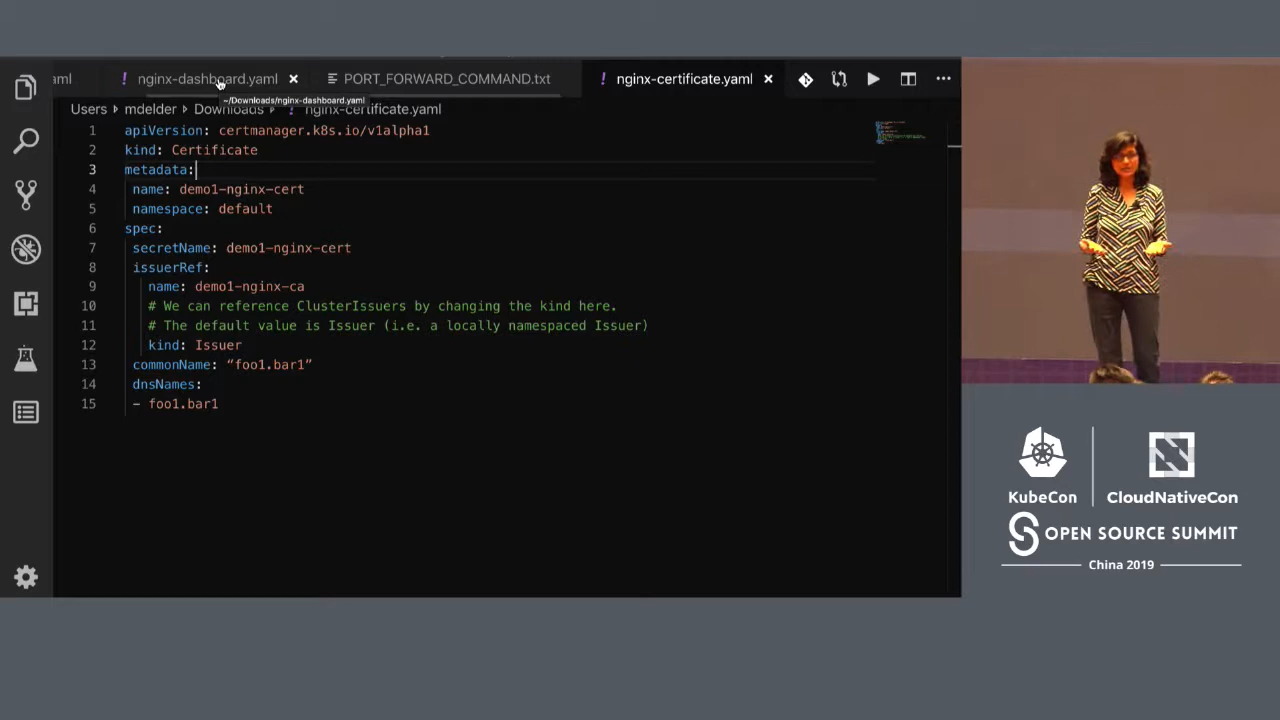 aml
! nginx-dashboard.yaml ×
PORT_FORWARD_COMMAND.txt
! nginx-certificate.yaml ×
~/Downloads/nginx-dashboard.yaml
Users > mdelder > Downloads > ! nginx-certificate.yaml
1 apiVersion: certmanager.k8s.io/v1alpha1
2 kind: Certificate
3 metadata:
4 name: demo1-nginx-cert
5 namespace: default
6 spec:
7 secretName: demo1-nginx-cert
8 issuerRef:
9 name: demo1-nginx-ca
10 # We can reference ClusterIssuers by changing the kind here.
11 # The default value is Issuer (i.e. a locally namespaced Issuer)
12 kind: Issuer
13 commonName: “foo1.bar1”
14 dnsNames:
15 - foo1.bar1
KubeCon
CloudNativeCon
OPEN SOURCE SUMMIT
China 2019